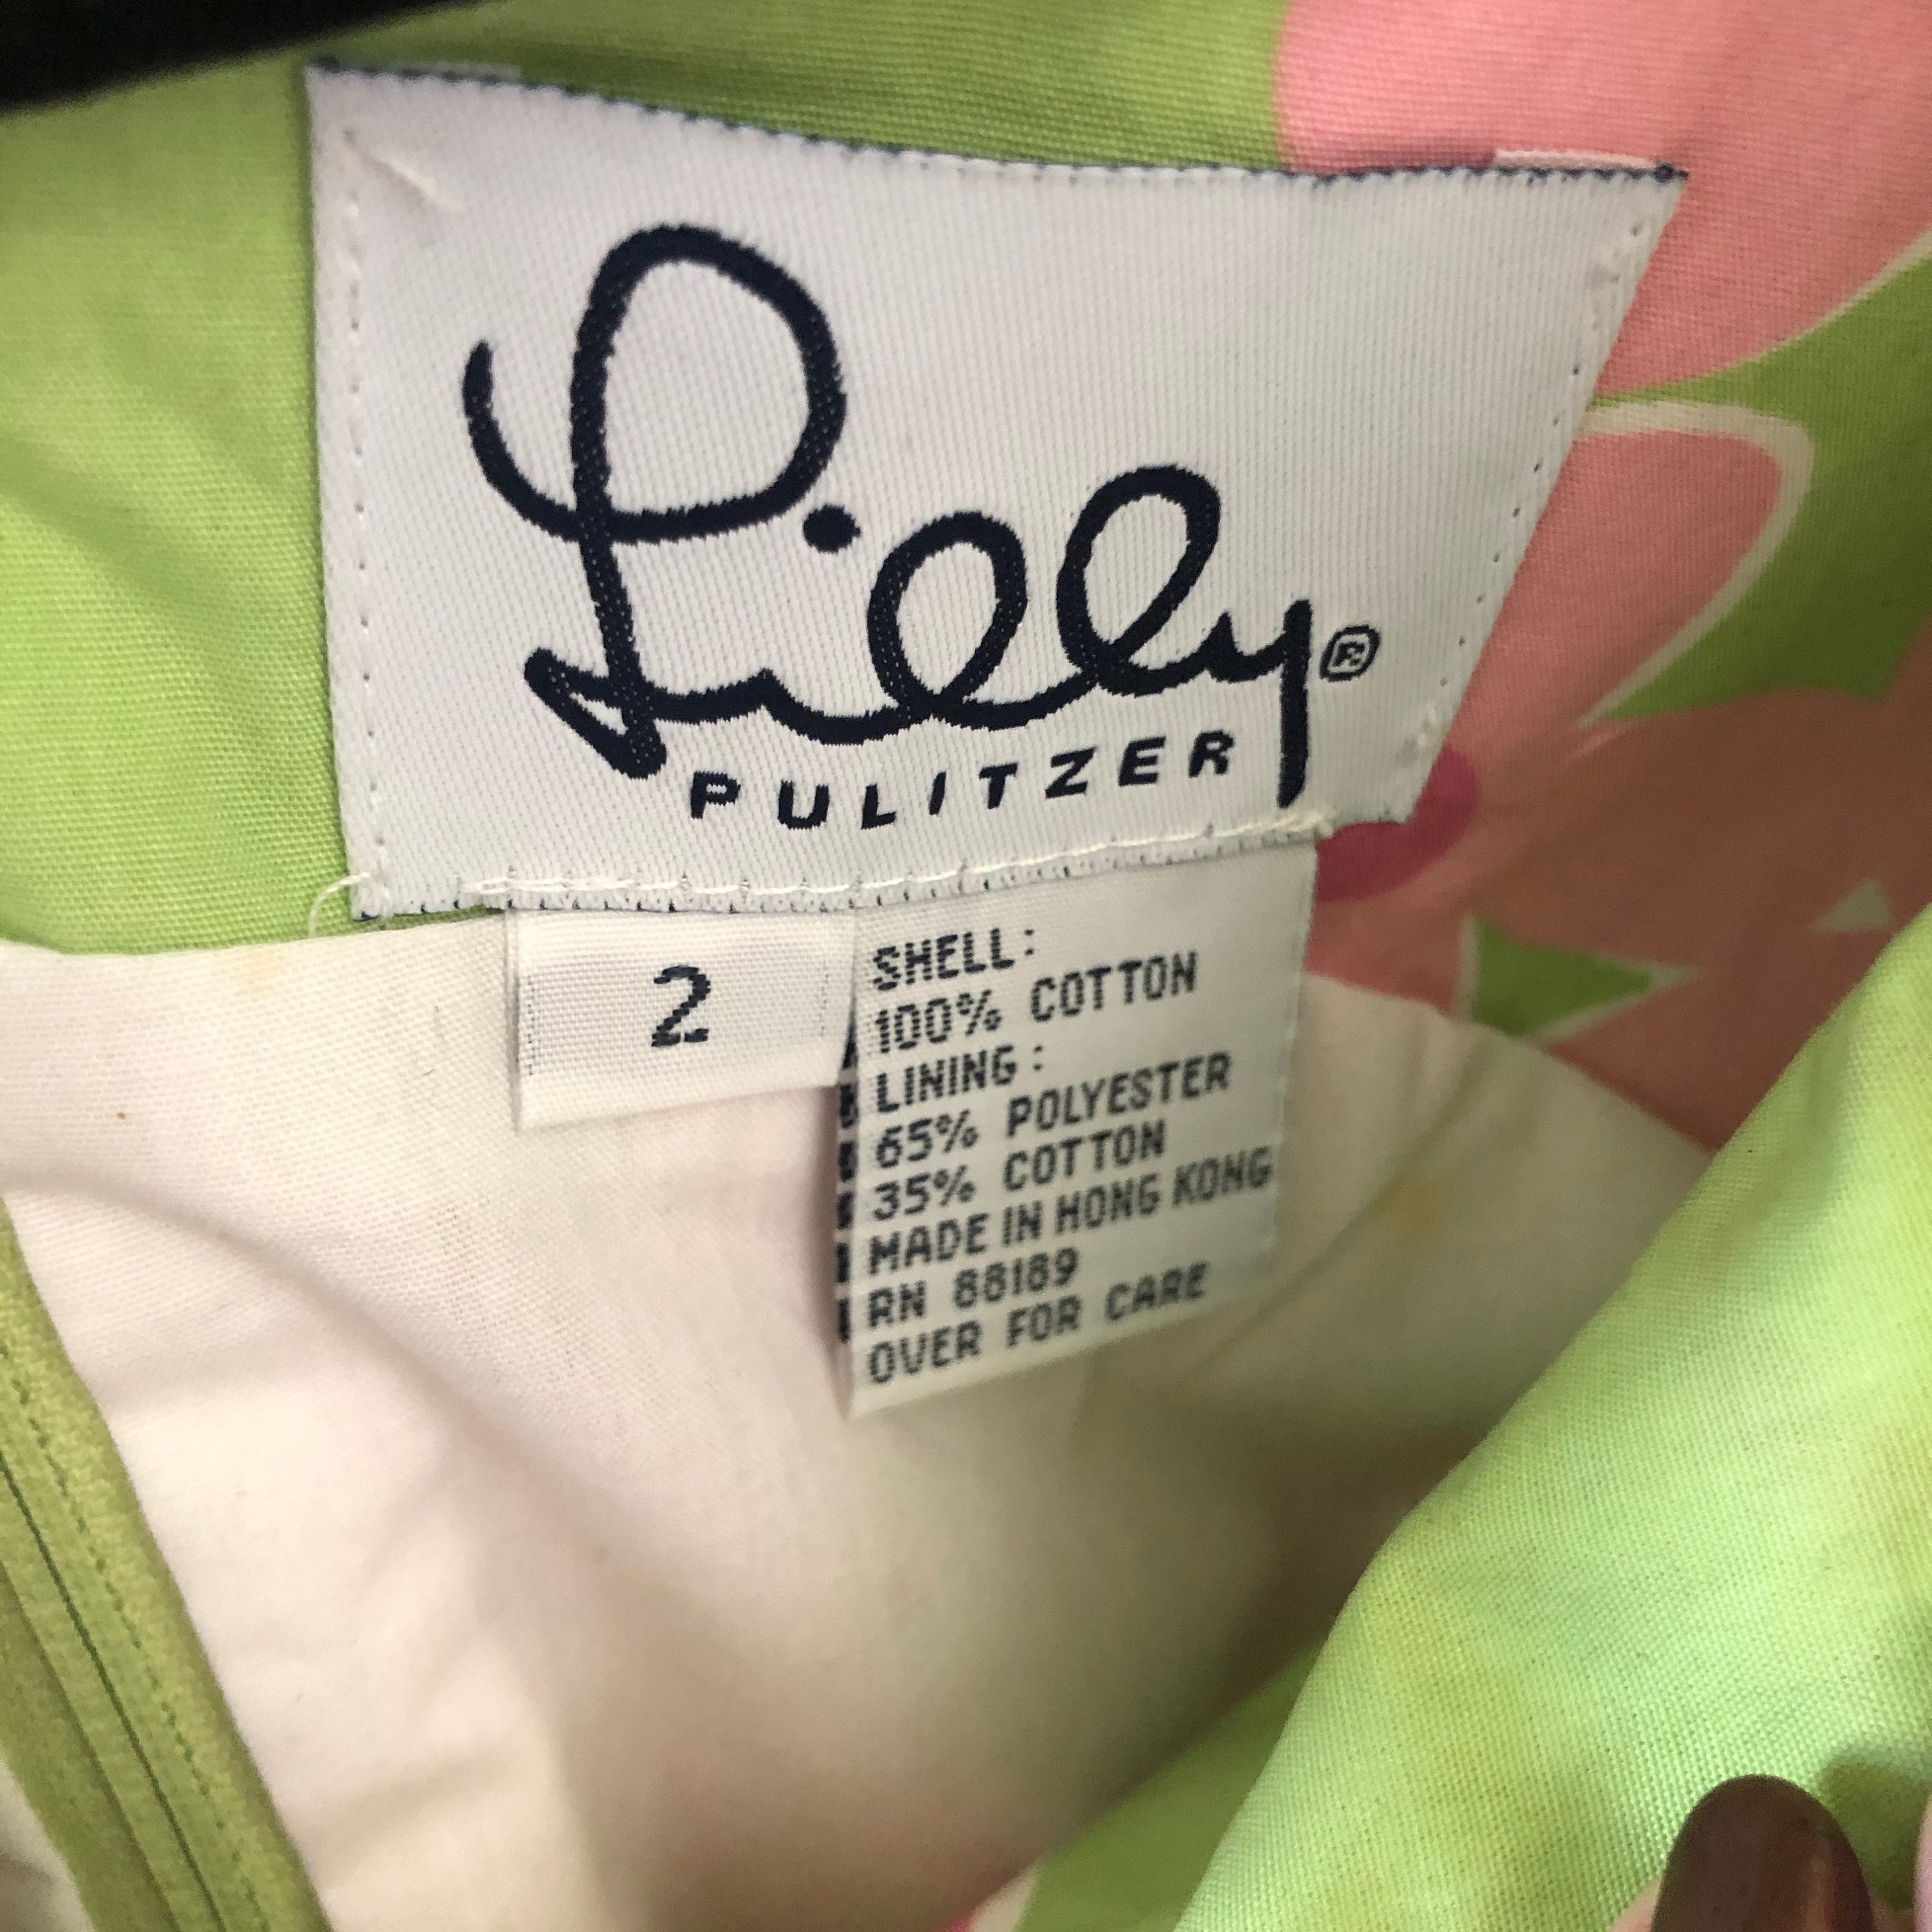 Lilly®
PULITZER
2
SHELL:
100% COTTON
LINING:
65% POLYESTER
35% COTTON
MADE IN HONG KONG
RN 88189
OVER FOR CARE